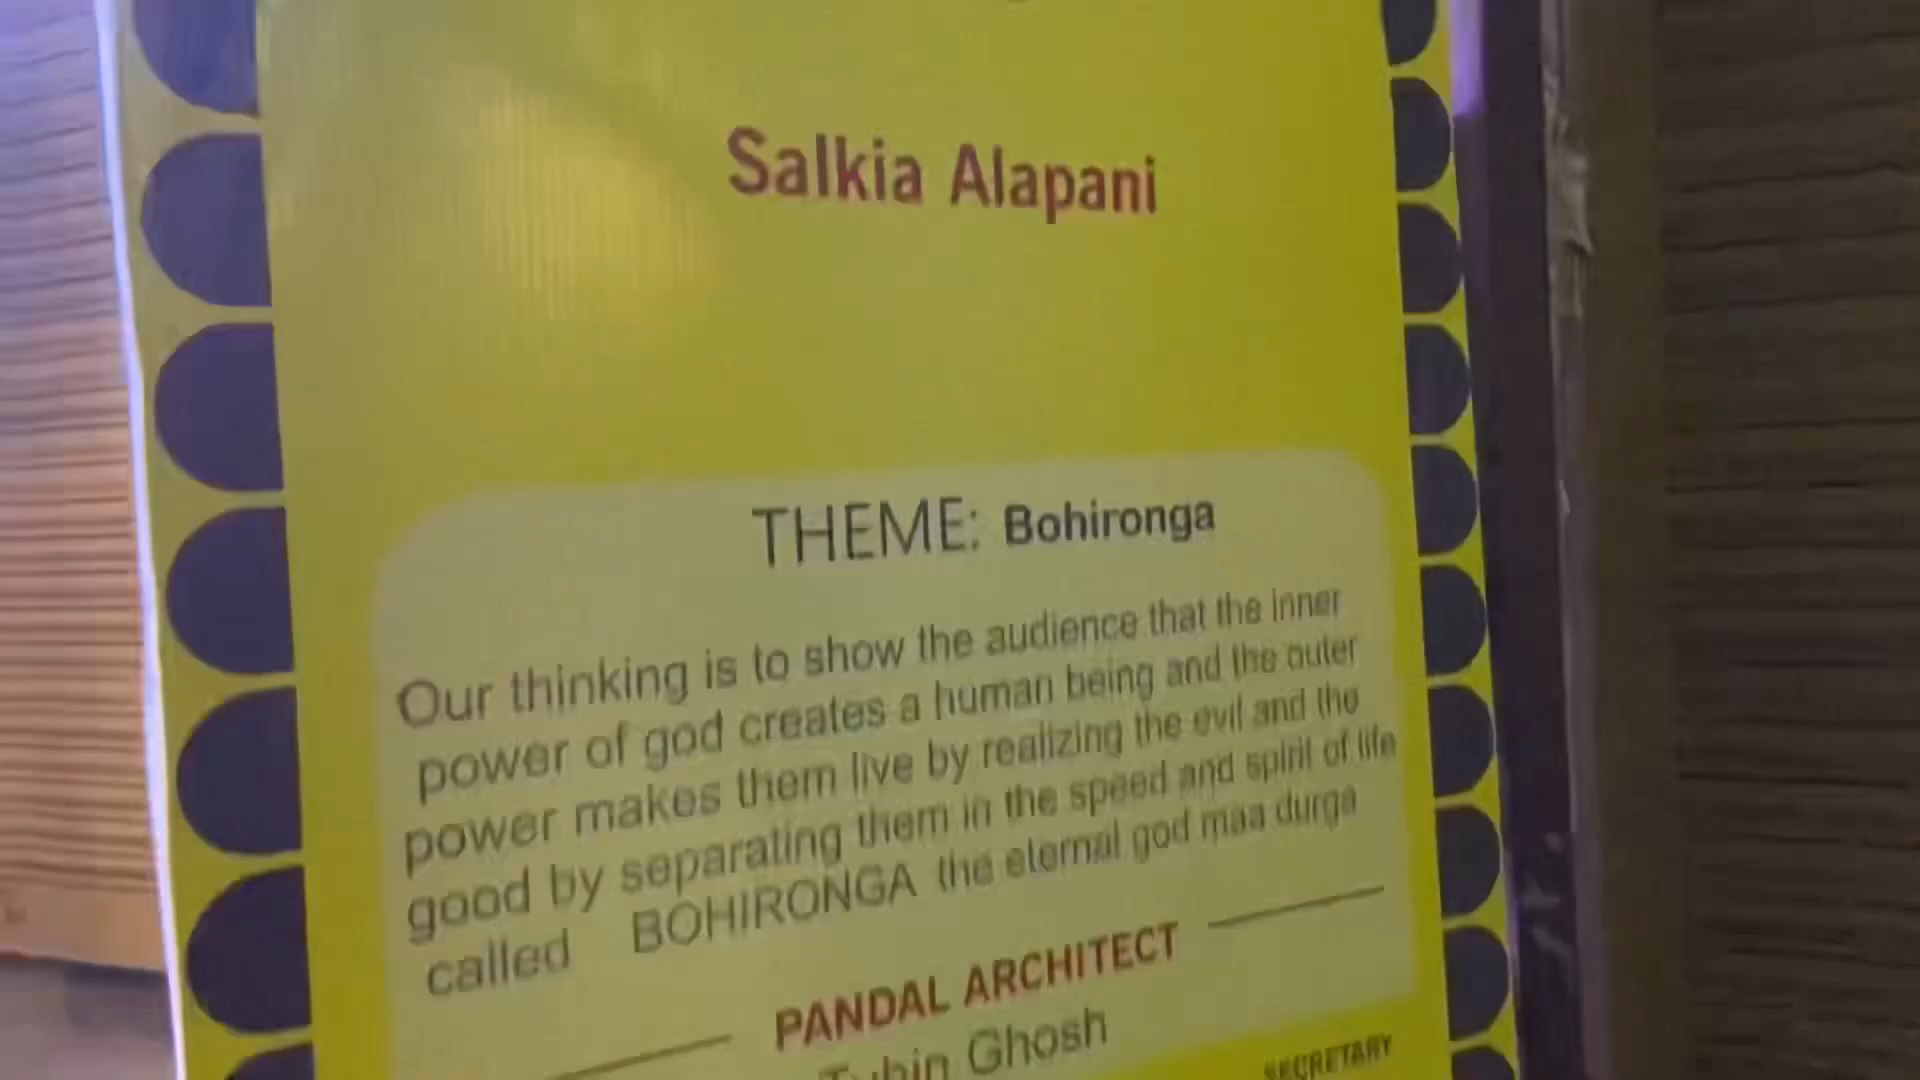 Salkia Alapani
THEME: Bohironga
Our thinking is to show the audience that the inner
power of god creates a human being and the outer
power makes them live by realizing the evil and the
good by separating them in the speed and spirit of life
called BOHIRONGA the eternal god maa durga
PANDAL ARCHITECT
Ghosh
SECRETARY